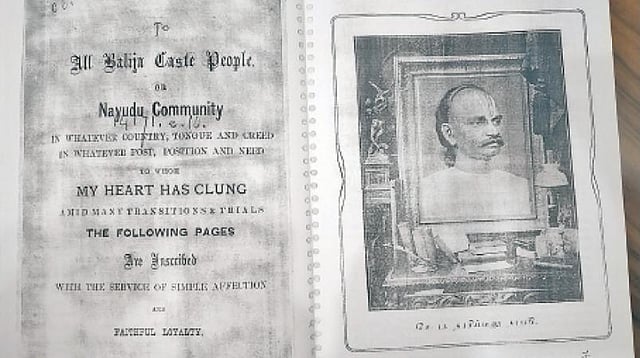 To
All Balija Caste People.
OR
Nayudu Community
IN WHATEVER COUNTRY, TONGUE AND CREED
IN WHATEVER POST, POSITION AND NEED
TO WHOM
MY HEART HAS CLUNG
AMID MANY TRANSITIONS & TRIALS
THE FOLLOWING PAGES
Are Inscribed
WITH THE SERVICE OF SIMPLE AFFECTION
AND
FAITHFUL LOYALTY.